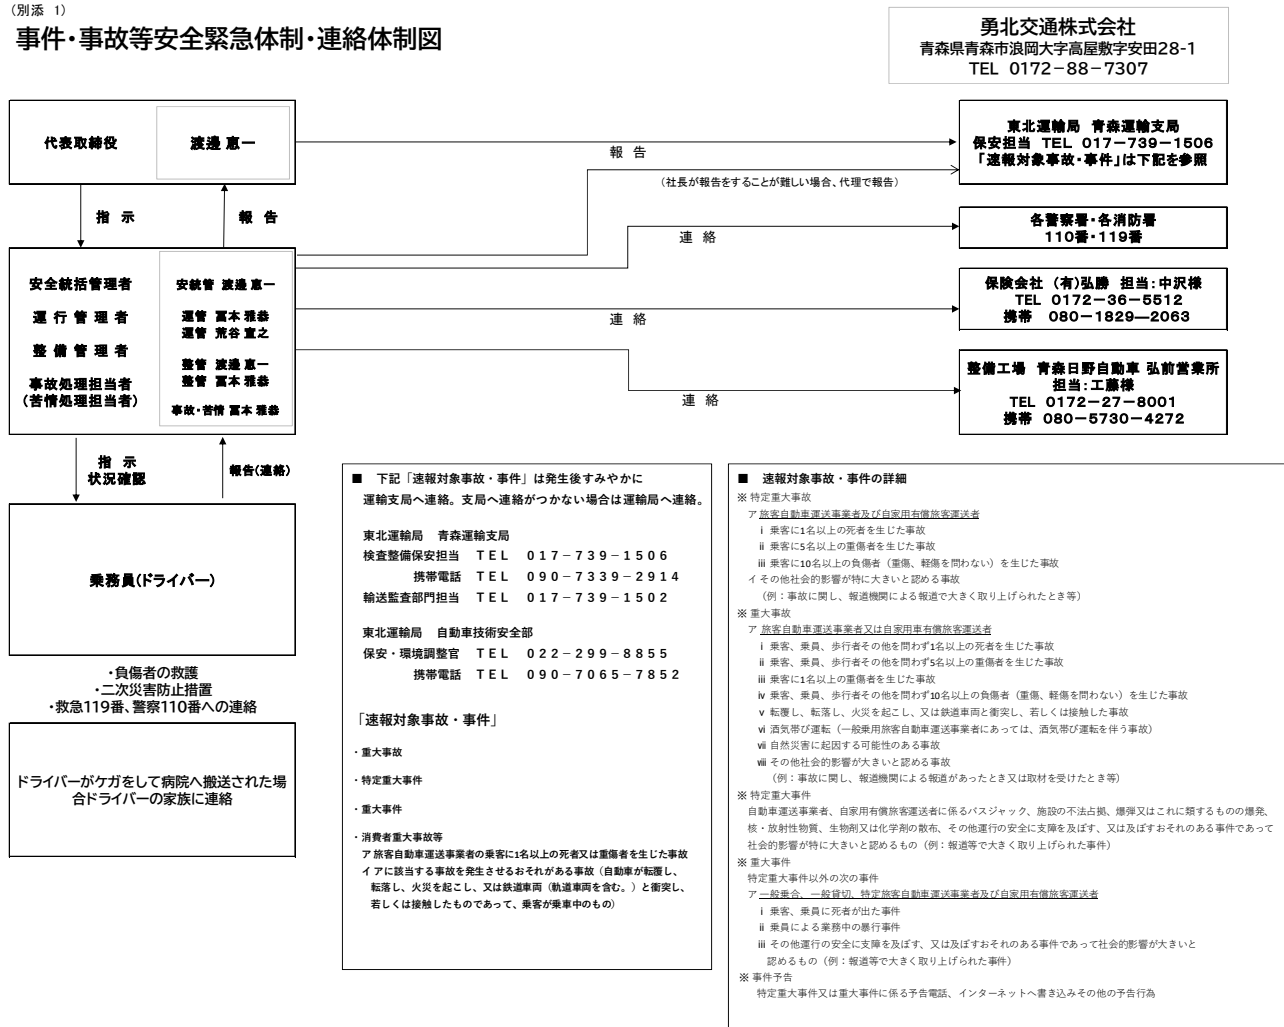 (別添 1)
事件・事故等安全緊急体制・連絡体制図
勇北交通株式会社
青森県青森市浪岡大字高屋敷字安田28-1
TEL 0172－88－7307
代表取締役
渡邊 恵一
東北運輸局 青森運輸支局
保安担当 TEL 017－739－1506
「速報対象事故・事件」は下記を参照
報 告
(社長が報告をすることが難しい場合、代理で報告)
指 示
報 告
各警察署・各消防署
110番・119番
連 絡
安全統括管理者
運 行 管 理 者
整 備 管 理 者
事故処理担当者
(苦情処理担当者)
安統管 渡邊 恵一
運管 冨本 雅恭
運管 荒谷 宣之
整管 渡邊 恵一
整管 冨本 雅恭
事故・苦情 冨本 雅恭
保険会社 (有)弘勝 担当：中沢様
TEL 0172－36－5512
携帯 080－1829―2063
連 絡
整備工場 青森日野自動車 弘前営業所
担当：工藤様
TEL 0172－27－8001
携帯 080－5730－4272
連 絡
指 示
状況確認
報告(連絡)
乗務員(ドライバー)
・負傷者の救護
・二次災害防止措置
・救急119番、警察110番への連絡
ドライバーがケガをして病院へ搬送された場
合ドライバーの家族に連絡
■ 下記「速報対象事故・事件」は発生後すみやかに
運輸支局へ連絡。支局へ連絡がつかない場合は運輸局へ連絡。
東北運輸局 青森運輸支局
検査整備保安担当 ＴＥＬ ０１７－７３９－１５０６
携帯電話 ０９０－７３３９－２９１４
輸送監査部門担当 ＴＥＬ ０１７－７３９－１５０２
東北運輸局 自動車技術安全部
保安・環境調整官 ＴＥＬ ０２２－２９９－８８５５
携帯電話 ＴＥＬ ０９０－７０６５－７８５２
「速報対象事故・事件」
・重大事故
・特定重大事件
・重大事件
・消費者重大事故等
ア 旅客自動車運送事業者の乗客に1名以上の死者又は重傷者を生じた事故
イ アに該当する事故を発生させるおそれがある事故（自動車が転覆し、
転落し、火災を起こし、又は鉄道車両（軌道車両を含む。）と衝突し、
若しくは接触したものであって、乗客が乗車中のもの）
■ 速報対象事故・事件の詳細
※ 特定重大事故
ア 旅客自動車運送事業者及び自家用有償旅客運送者
ⅰ 乗客に1名以上の死者を生じた事故
ⅱ 乗客に5名以上の重傷者を生じた事故
ⅲ 乗客に10名以上の負傷者（重傷、軽傷を問わない）を生じた事故
イ その他社会的影響が特に大きいと認める事故
（例：事故に関し、報道機関による報道で大きく取り上げられたとき等）
※ 重大事故
ア 旅客自動車運送事業者又は自家用車有償旅客運送者
ⅰ 乗客、乗員、歩行者その他を問わず1名以上の死者を生じた事故
ⅱ 乗客、乗員、歩行者その他を問わず5名以上の重傷者を生じた事故
ⅲ 乗客に1名以上の重傷者を生じた事故
ⅳ 乗客、乗員、歩行者その他を問わず10名以上の負傷者（重傷、軽傷を問わない）を生じた事故
ⅴ 転覆し、転落し、火災を起こし、又は鉄道車両と衝突し、若しくは接触した事故
ⅵ 酒気帯び運転（一般乗用旅客自動車運送事業者にあっては、酒気帯び運転を伴う事故）
ⅶ 自然災害に起因する可能性のある事故
ⅷ その他社会的影響が大きいと認める事故
（例：事故に関し、報道機関による報道があったとき又は取材を受けたとき等）
※ 特定重大事件
自動車運送事業者、自家用有償旅客運送者に係るバスジャック、施設の不法占拠、爆弾又はこれに類するものの爆発、
核・放射性物質、生物剤又は化学剤の散布、その他運行の安全に支障を及ぼす、又は及ぼすおそれのある事件であって
社会的影響が特に大きいと認めるもの（例：報道等で大きく取り上げられた事件）
※ 重大事件
特定重大事件以外の次の事件
ア 一般乗合、一般貸切、特定旅客自動車運送事業者及び自家用有償旅客運送者
ⅰ 乗客、乗員に死者が出た事件
ⅱ 乗員による業務中の暴行事件
ⅲ その他運行の安全に支障を及ぼす、又は及ぼすおそれのある事件であって社会的影響が大きいと
認めるもの（例：報道等で大きく取り上げられた事件）
※ 事件予告
特定重大事件又は重大事件に係る予告電話、インターネットへ書き込みその他の予告行為